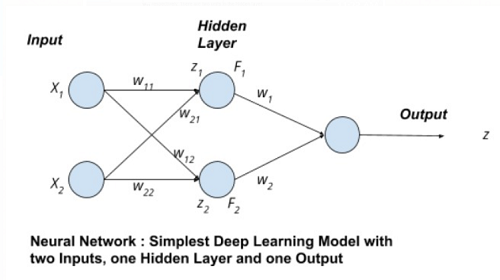 Input
Hidden
Layer
z1 F1
X1
w11
w1
w21
Output
z
w12
X2
w22
w2
z2 F2
Neural Network : Simplest Deep Learning Model with
two Inputs, one Hidden Layer and one Output